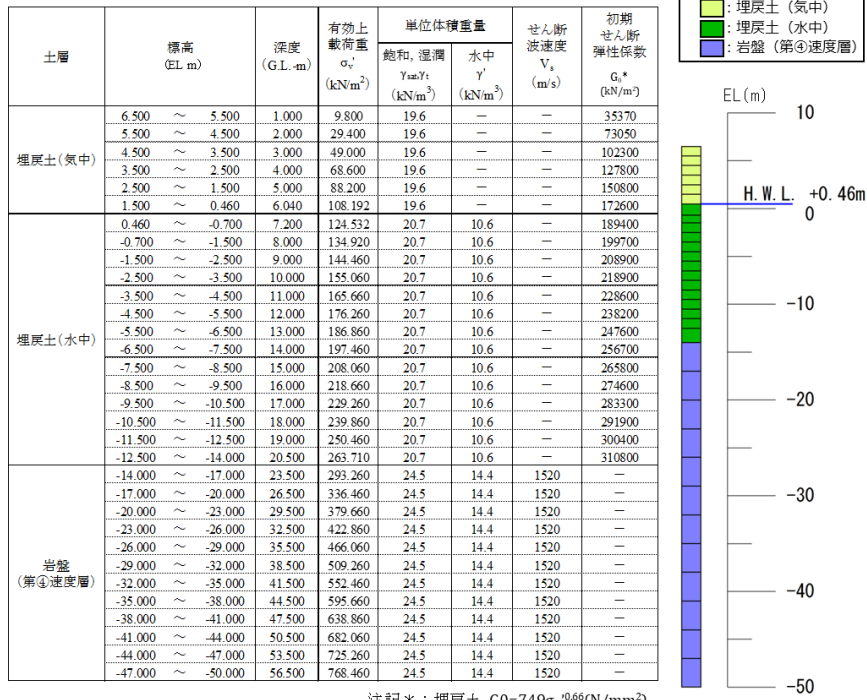 土層 標高 (EL m) 深度 (G.L.-m) 有効上載荷重 σv' (kN/m²) 単位体積重量 飽和, 湿潤 γsat,γt (kN/m³) 水中 γ' (kN/m³) せん断波速度 Vs (m/s) 初期せん断弾性係数 G₀* (kN/m²)
埋戻土(気中)
6.500 ～ 5.500 1.000 9.800 19.6 － － 35370
5.500 ～ 4.500 2.000 29.400 19.6 － － 73050
4.500 ～ 3.500 3.000 49.000 19.6 － － 102300
3.500 ～ 2.500 4.000 68.600 19.6 － － 127800
2.500 ～ 1.500 5.000 88.200 19.6 － － 150800
1.500 ～ 0.460 6.040 108.192 19.6 － － 172600
埋戻土(水中)
0.460 ～ -0.700 7.200 124.532 20.7 10.6 － 189400
-0.700 ～ -1.500 8.000 134.920 20.7 10.6 － 199700
-1.500 ～ -2.500 9.000 144.460 20.7 10.6 － 208900
-2.500 ～ -3.500 10.000 155.060 20.7 10.6 － 218900
-3.500 ～ -4.500 11.000 165.660 20.7 10.6 － 228600
-4.500 ～ -5.500 12.000 176.260 20.7 10.6 － 238200
-5.500 ～ -6.500 13.000 186.860 20.7 10.6 － 247600
-6.500 ～ -7.500 14.000 197.460 20.7 10.6 － 256700
-7.500 ～ -8.500 15.000 208.060 20.7 10.6 － 265800
-8.500 ～ -9.500 16.000 218.660 20.7 10.6 － 274600
-9.500 ～ -10.500 17.000 229.260 20.7 10.6 － 283300
-10.500 ～ -11.500 18.000 239.860 20.7 10.6 － 291900
-11.500 ～ -12.500 19.000 250.460 20.7 10.6 － 300400
-12.500 ～ -14.000 20.500 263.710 20.7 10.6 － 310800
岩盤
(第④速度層)
-14.000 ～ -17.000 23.500 293.260 24.5 14.4 1520 －
-17.000 ～ -20.000 26.500 336.460 24.5 14.4 1520 －
-20.000 ～ -23.000 29.500 379.660 24.5 14.4 1520 －
-23.000 ～ -26.000 32.500 422.860 24.5 14.4 1520 －
-26.000 ～ -29.000 35.500 466.060 24.5 14.4 1520 －
-29.000 ～ -32.000 38.500 509.260 24.5 14.4 1520 －
-32.000 ～ -35.000 41.500 552.460 24.5 14.4 1520 －
-35.000 ～ -38.000 44.500 595.660 24.5 14.4 1520 －
-38.000 ～ -41.000 47.500 638.860 24.5 14.4 1520 －
-41.000 ～ -44.000 50.500 682.060 24.5 14.4 1520 －
-44.000 ～ -47.000 53.500 725.260 24.5 14.4 1520 －
-47.000 ～ -50.000 56.500 768.460 24.5 14.4 1520 －
：埋戻土（気中）
：埋戻土（水中）
：岩盤（第④速度層）
EL(m)
10
H.W.L. +0.46m
0
-10
-20
-30
-40
-50
注記＊：埋戻土 G0=749σv'^0.66(N/mm²)